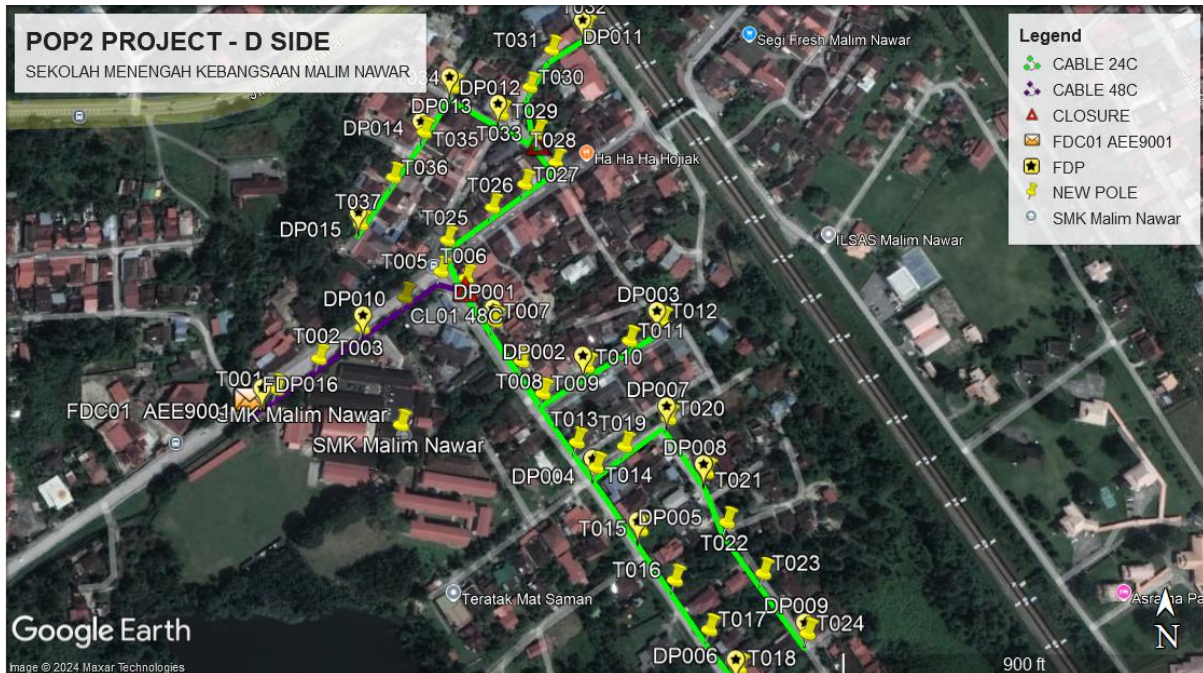 POP2 PROJECT - D SIDE
SEKOLAH MENENGAH KEBANGSAAN MALIM NAWAR
Legend
CABLE 24C
CABLE 48C
CLOSURE
FDC01 AEE9001
FDP
NEW POLE
SMK Malim Nawar
T032
DP011
T031
Segi Fresh Malim Nawar
T030
DP012
DP013
T029
T033
DP014
T035
T028
Ha Ha Ha Hojiak
T027
T036
T026
T037
T025
DP015
ILSAS Malim Nawar
T005
T006
DP001
DP010
CL01 48C
T007
DP003
T012
T002
T003
T011
DP002
T010
T001
FDP016
T008
T009
DP007
FDC01 AEE9001
SMK Malim Nawar
T020
SMK Malim Nawar
T013
T019
DP008
DP004
T014
T021
T015
DP005
T022
T016
T023
Teratak Mat Saman
DP009
T017
T024
DP006
T018
Google Earth
Image © 2024 Maxar Technologies
N
900 ft